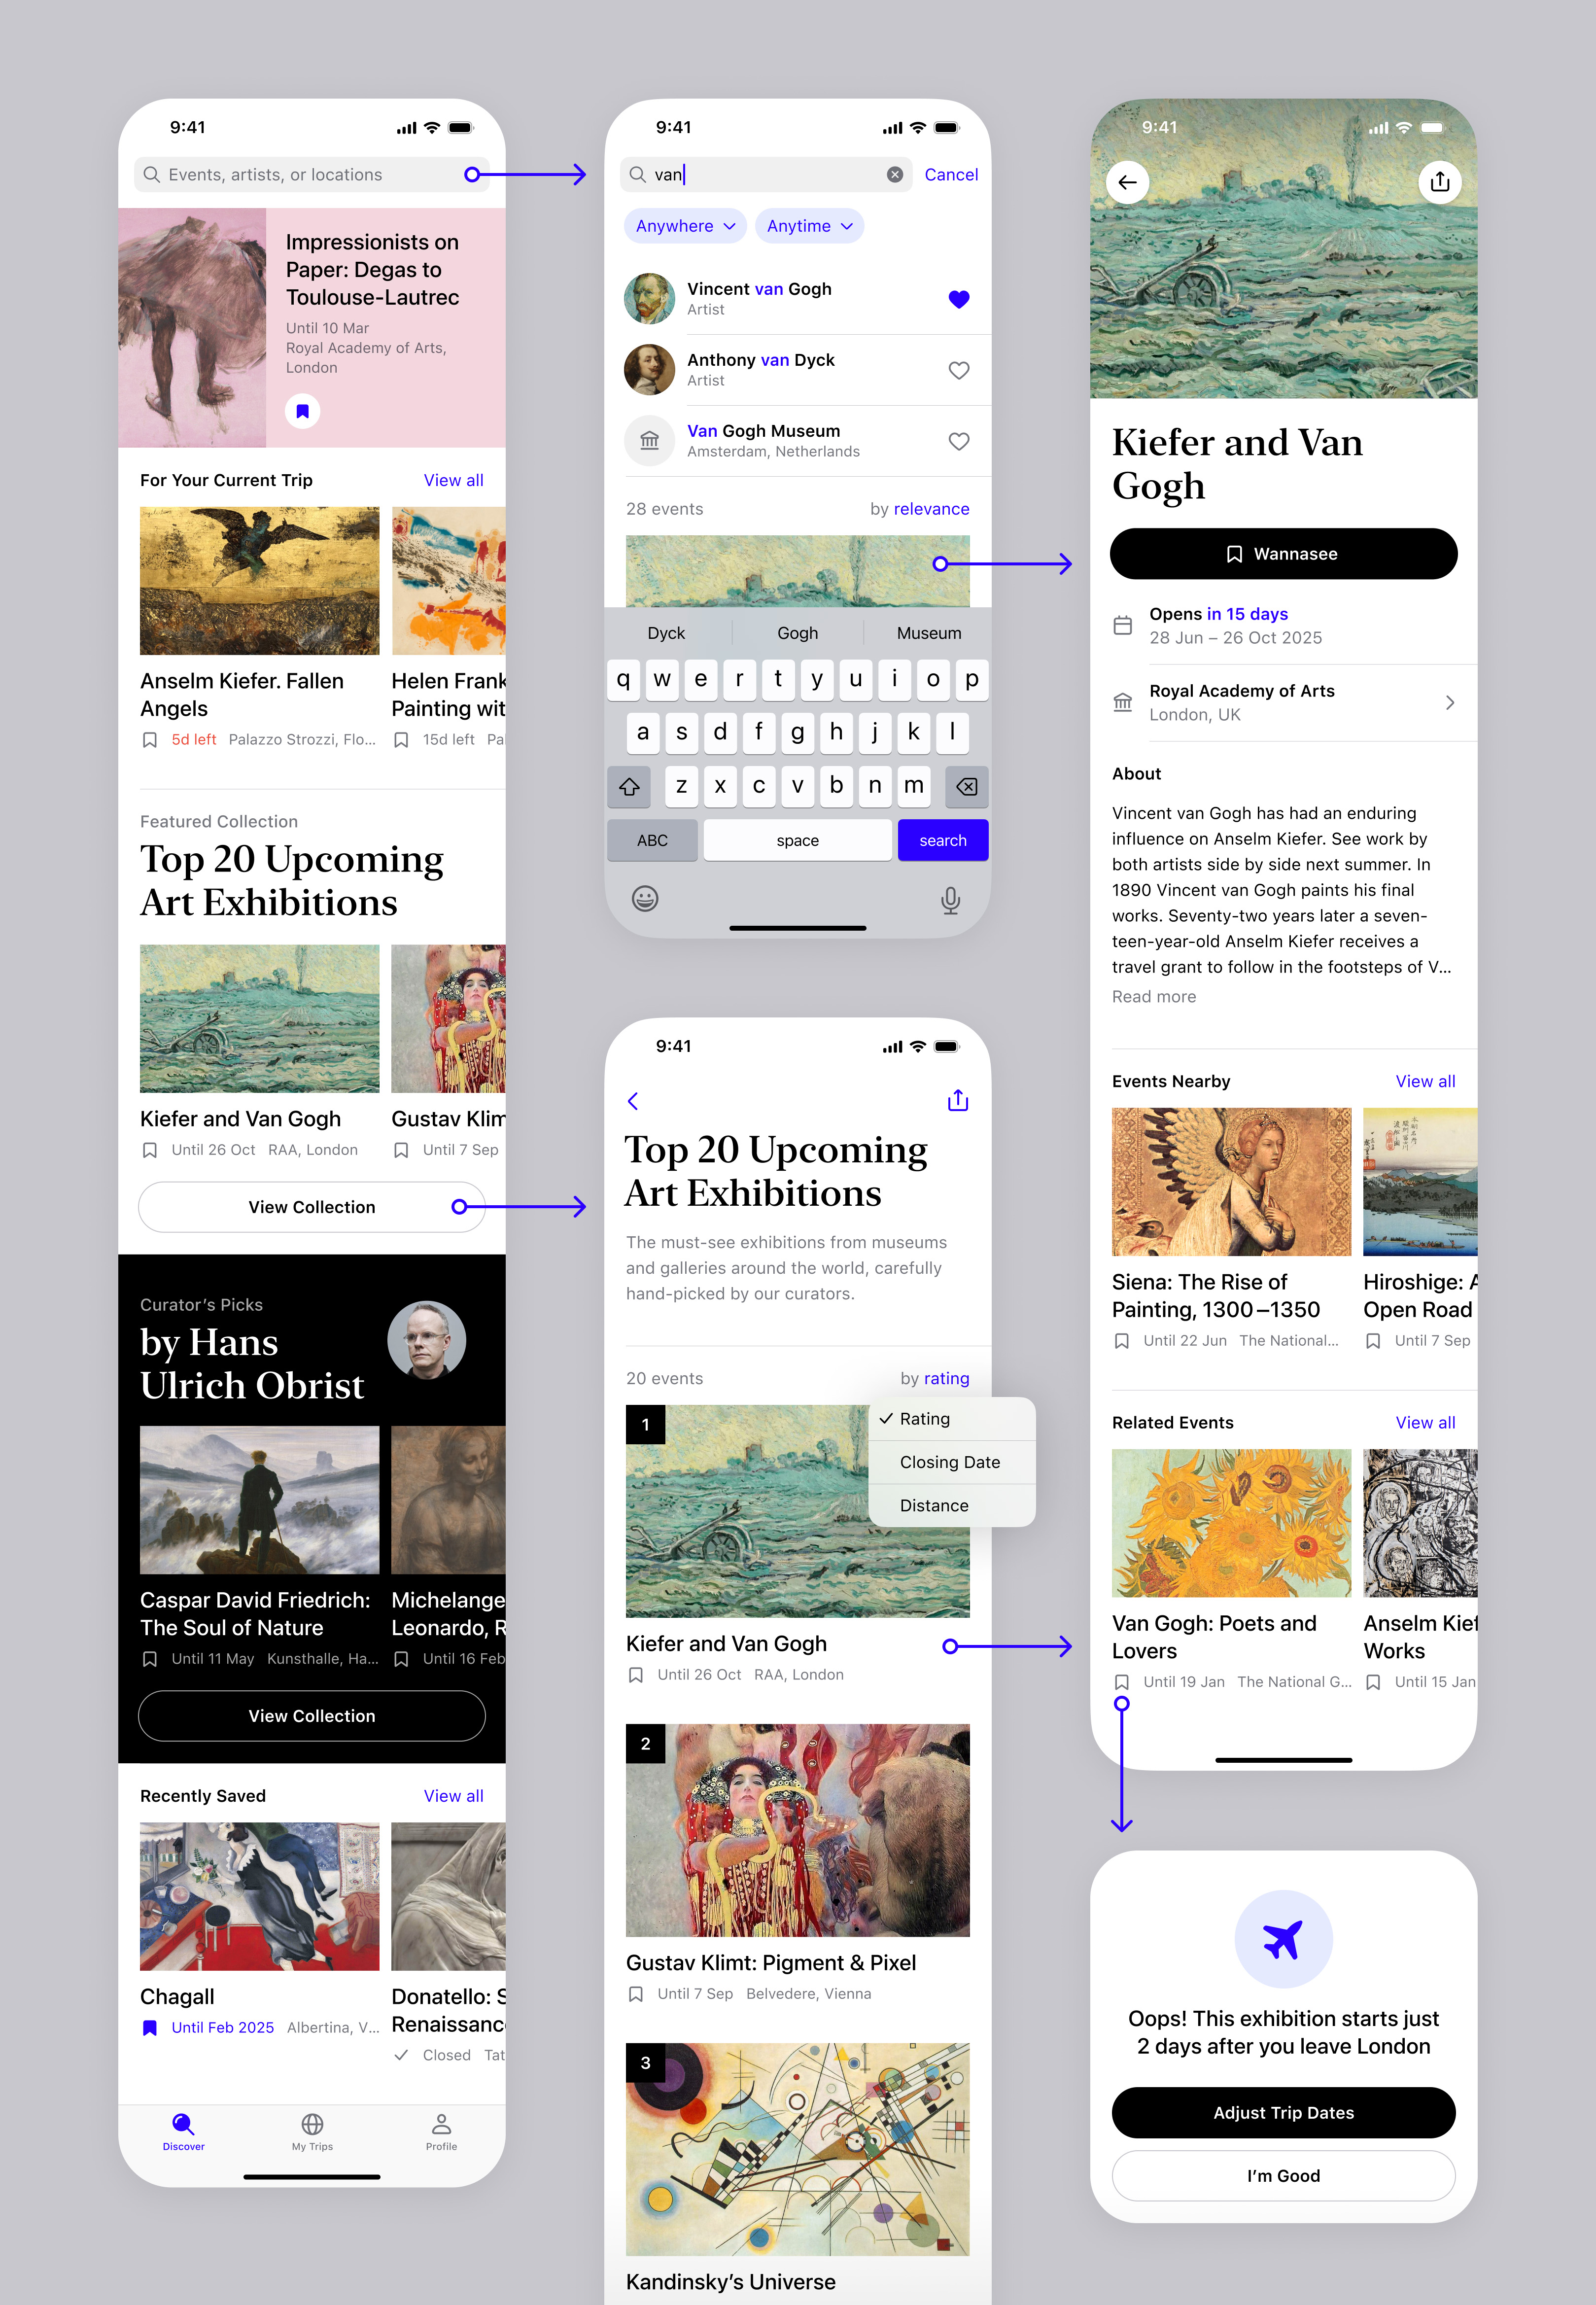 9:41
Events, artists, or locations
Impressionists on
Paper: Degas to
Toulouse-Lautrec
Until 10 Mar
Royal Academy of Arts,
London
For Your Current Trip
View all
Anselm Kiefer. Fallen
Angels
5d left Palazzo Strozzi, Flo...
Helen Frank
Painting wit
15d left Pal
Featured Collection
Top 20 Upcoming
Art Exhibitions
Kiefer and Van Gogh
Until 26 Oct RAA, London
Gustav Klim
Until 7 Sep
View Collection
Curator’s Picks
by Hans
Ulrich Obrist
Caspar David Friedrich:
The Soul of Nature
Until 11 May Kunsthalle, Ha...
Michelange
Leonardo, R
Until 16 Feb
View Collection
Recently Saved
View all
Chagall
Until Feb 2025 Albertina, V...
Donatello: S
Renaissanc
Closed Tat
Discover
My Trips
Profile
9:41
van
Cancel
Anywhere
Anytime
Vincent van Gogh
Artist
Anthony van Dyck
Artist
Van Gogh Museum
Amsterdam, Netherlands
28 events
by relevance
Dyck Gogh Museum
q w e r t y u i o p
a s d f g h j k l
z x c v b n m
ABC space search
9:41
Top 20 Upcoming
Art Exhibitions
The must-see exhibitions from museums
and galleries around the world, carefully
hand-picked by our curators.
20 events
by rating
Rating
Closing Date
Distance
1
Kiefer and Van Gogh
Until 26 Oct RAA, London
2
Gustav Klimt: Pigment & Pixel
Until 7 Sep Belvedere, Vienna
3
Kandinsky’s Universe
9:41
Kiefer and Van
Gogh
Wannasee
Opens in 15 days
28 Jun – 26 Oct 2025
Royal Academy of Arts
London, UK
About
Vincent van Gogh has had an enduring
influence on Anselm Kiefer. See work by
both artists side by side next summer. In
1890 Vincent van Gogh paints his final
works. Seventy-two years later a seven-
teen-year-old Anselm Kiefer receives a
travel grant to follow in the footsteps of V...
Read more
Events Nearby
View all
Siena: The Rise of
Painting, 1300–1350
Until 22 Jun The National...
Hiroshige: A
Open Road
Until 7 Sep
Related Events
View all
Van Gogh: Poets and
Lovers
Until 19 Jan The National G...
Anselm Kief
Works
Until 15 Jan
Oops! This exhibition starts just
2 days after you leave London
Adjust Trip Dates
I’m Good